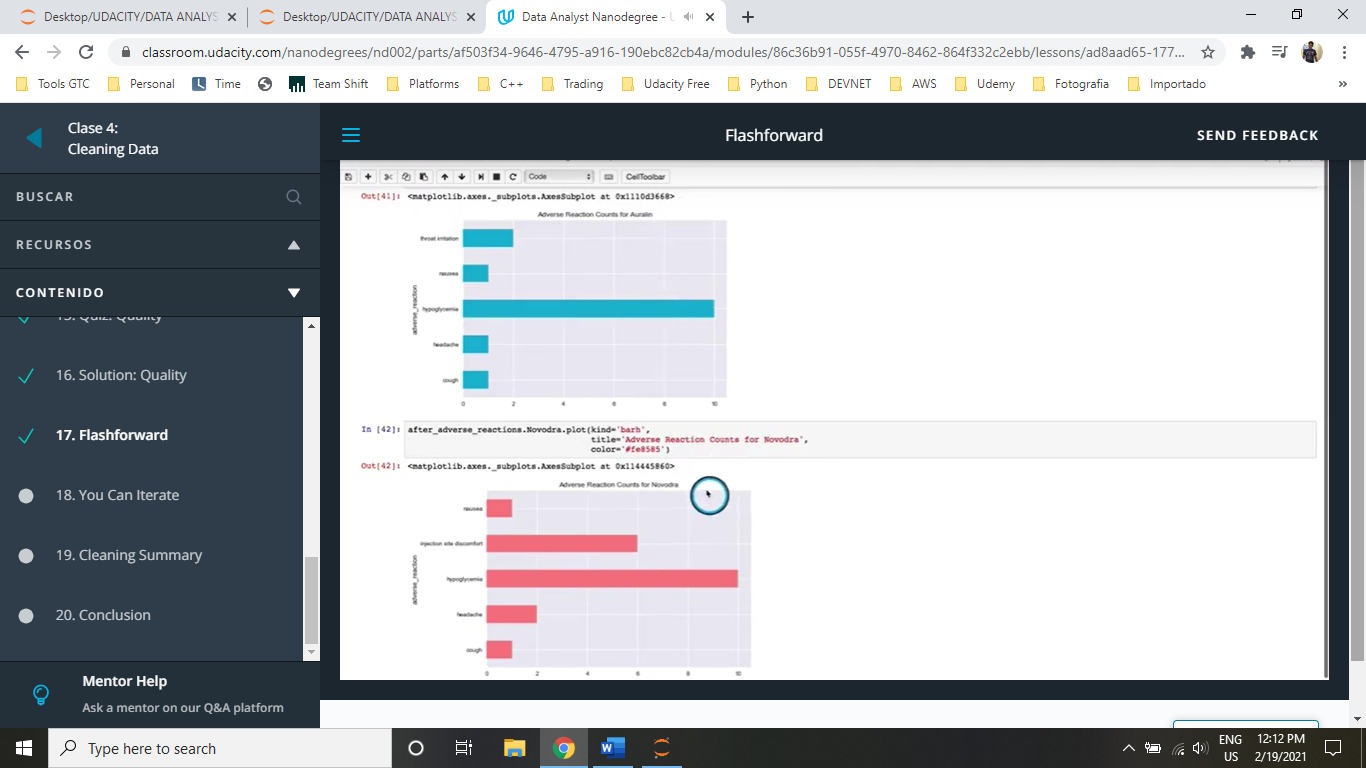 Desktop/UDACITY/DATA ANALYS
Desktop/UDACITY/DATA ANALYS
Data Analyst Nanodegree - U
classroom.udacity.com/nanodegrees/nd002/parts/af503f34-9646-4795-a916-190ebc82cb4a/modules/86c36b91-055f-4970-8462-864f332c2ebb/lessons/ad8aad65-177...
Tools GTC
Personal
Time
Team Shift
Platforms
C++
Trading
Udacity Free
Python
DEVNET
AWS
Udemy
Fotografia
Importado
»
Clase 4:
Cleaning Data
Flashforward
SEND FEEDBACK
BUSCAR
RECURSOS
CONTENIDO
15. Quiz: Quality
16. Solution: Quality
17. Flashforward
18. You Can Iterate
19. Cleaning Summary
20. Conclusion
Mentor Help
Ask a mentor on our Q&A platform
Code
CellToolbar
Out[41]: <matplotlib.axes._subplots.AxesSubplot at 0x1110d3668>
Adverse Reaction Counts for Auralin
adverse_reaction
throat irritation
nausea
hypoglycemia
headache
cough
0 2 4 6 8 10
In [42]: after_adverse_reactions.Novodra.plot(kind='barh',
title='Adverse Reaction Counts for Novodra',
color='#fe8585')
Out[42]: <matplotlib.axes._subplots.AxesSubplot at 0x114445860>
Adverse Reaction Counts for Novodra
adverse_reaction
nausea
injection site discomfort
hypoglycemia
headache
cough
0 2 4 6 8 10
Type here to search
ENG
US
12:12 PM
2/19/2021